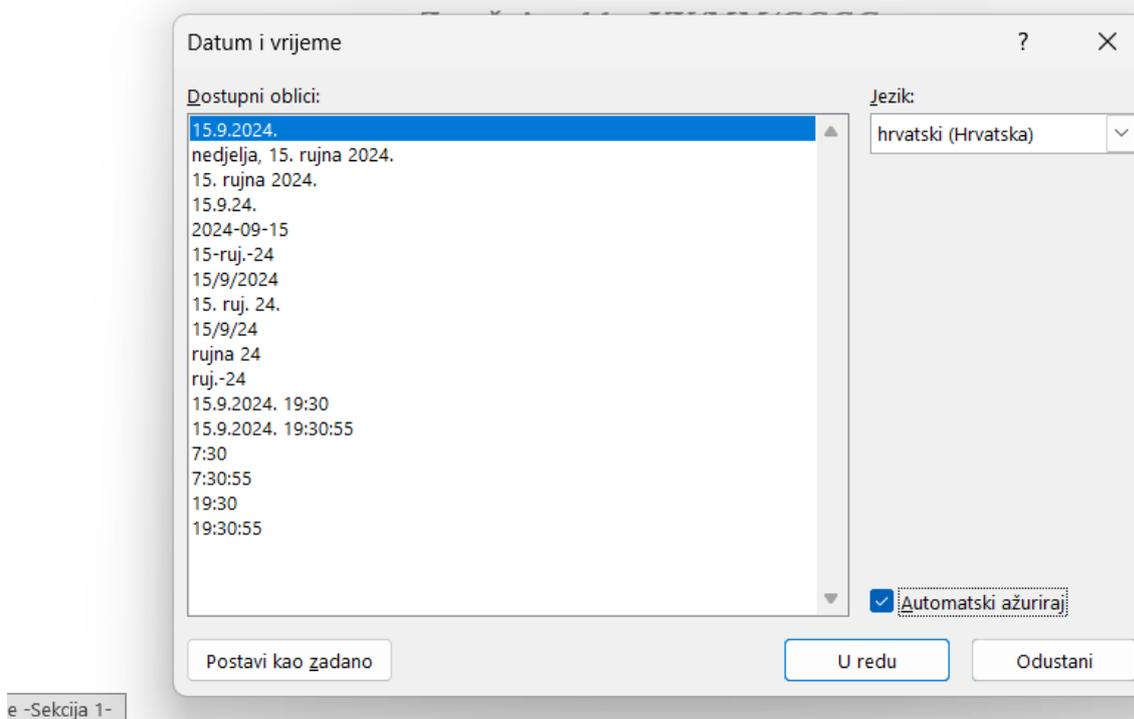 Datum i vrijeme
?
Dostupni oblici:
Jezik:
15.9.2024.
hrvatski (Hrvatska)
nedjelja, 15. rujna 2024.
15. rujna 2024.
15.9.24.
2024-09-15
15-ruj.-24
15/9/2024
15. ruj. 24.
15/9/24
rujna 24
ruj.-24
15.9.2024. 19:30
15.9.2024. 19:30:55
7:30
7:30:55
19:30
19:30:55
Automatski ažuriraj
Postavi kao zadano
U redu
Odustani
e -Sekcija 1-